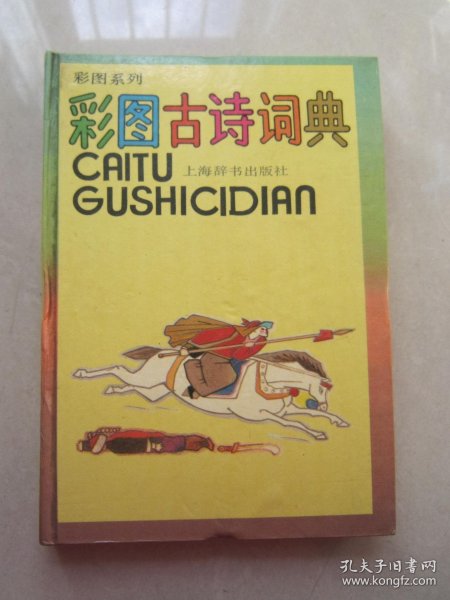 彩图系列
彩图古诗词典
CAITU 上海辞书出版社
GUSHICIDIAN
孔夫子旧书网
www.kongfz.com